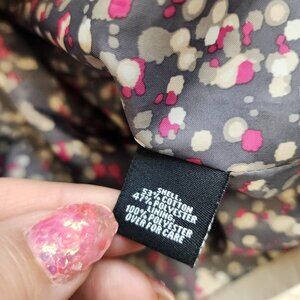 SHELL
53% COTTON
47% POLYESTER
LINING:
100% POLYESTER
OVER FOR CARE